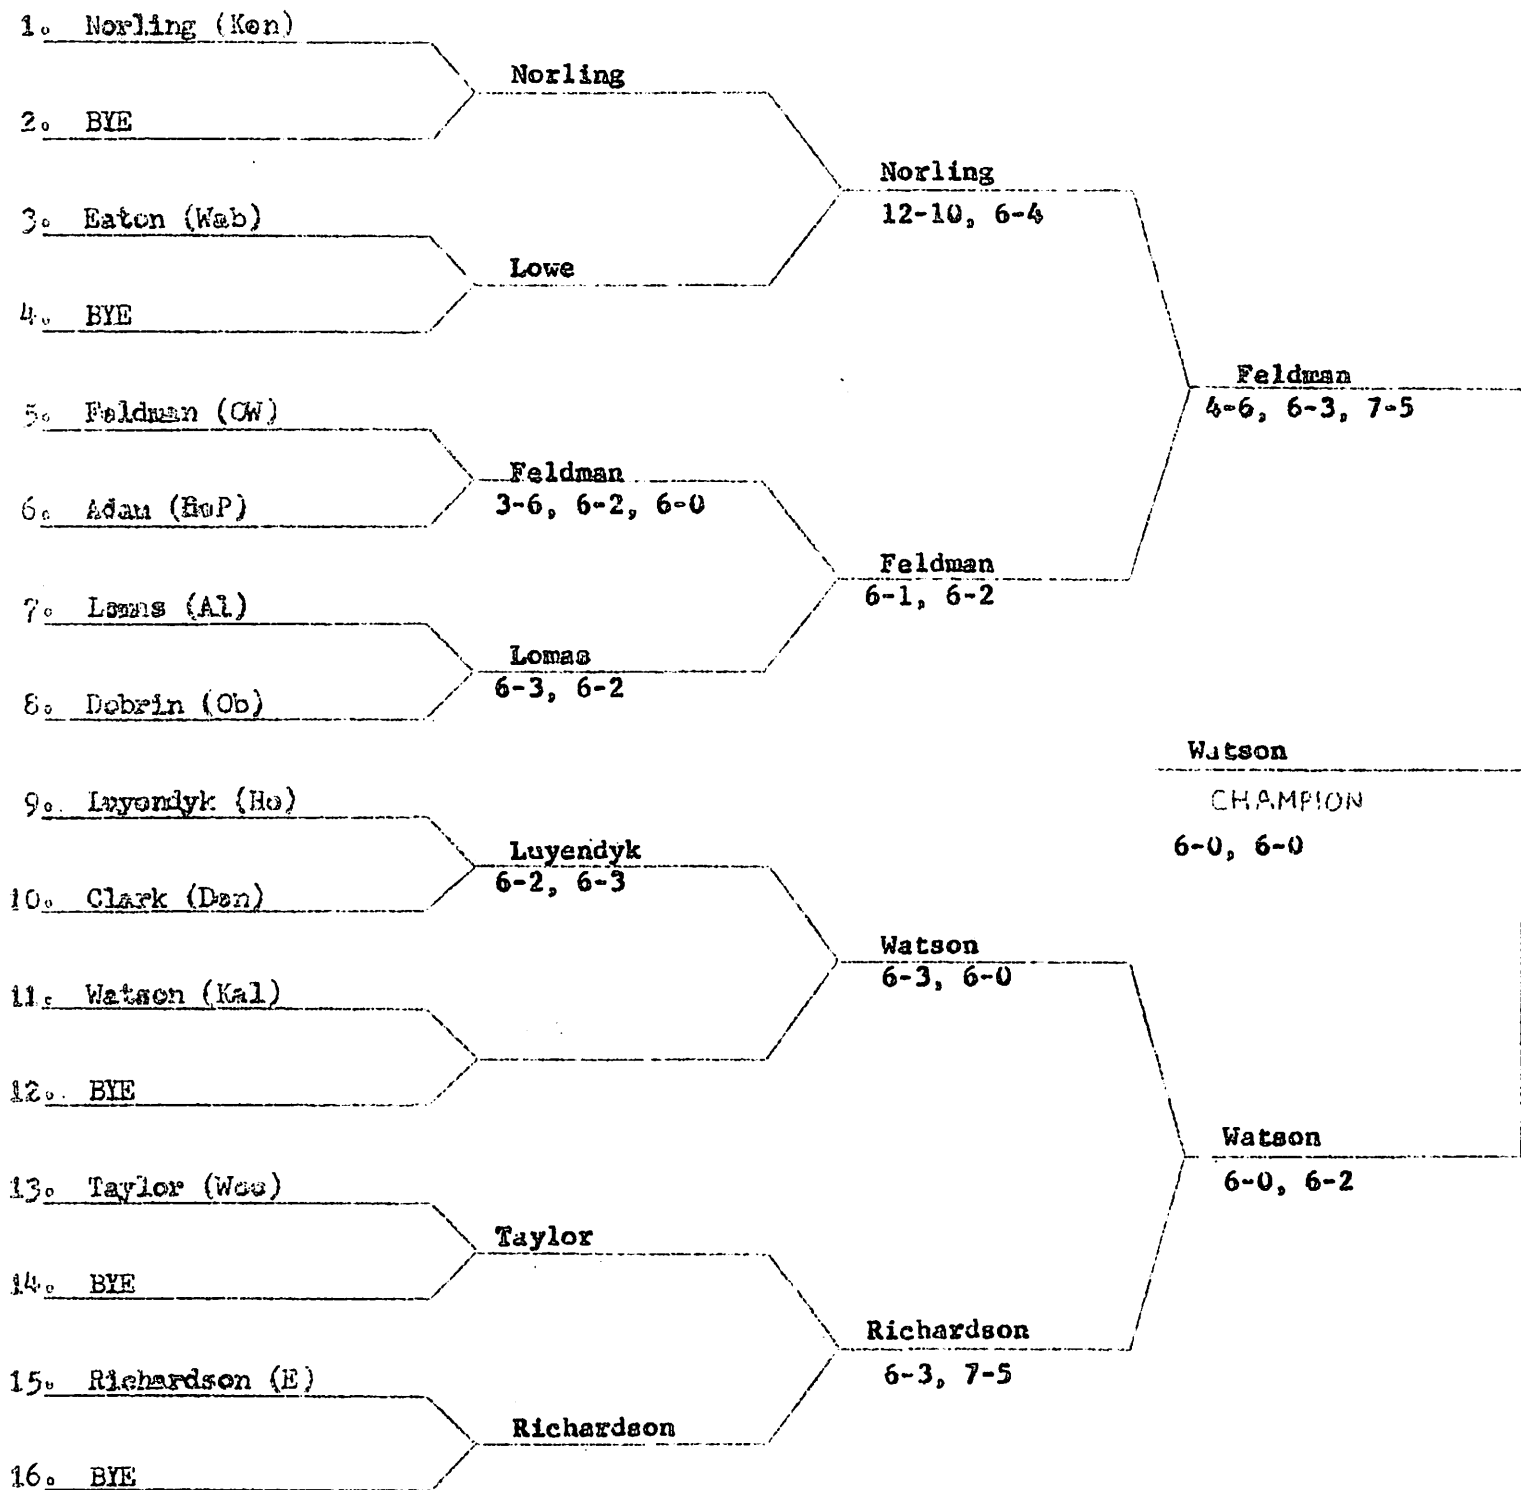 1. Norling (Ken)
2. BYE
3. Eaton (Wab)
4. BYE
5. Feldman (CW)
6. Adam (DeP)
7. Lomas (Al)
8. Dobrin (Ob)
9. Luyendyk (Ho)
10. Clark (Den)
11. Watson (Kal)
12. BYE
13. Taylor (Woo)
14. BYE
15. Richardson (E)
16. BYE
Norling
Lowe
Feldman
3-6, 6-2, 6-0
Lomas
6-3, 6-2
Luyendyk
6-2, 6-3
Taylor
Richardson
Norling
12-10, 6-4
Feldman
6-1, 6-2
Watson
6-3, 6-0
Richardson
6-3, 7-5
Feldman
4-6, 6-3, 7-5
Watson
6-0, 6-2
Watson
CHAMPION
6-0, 6-0